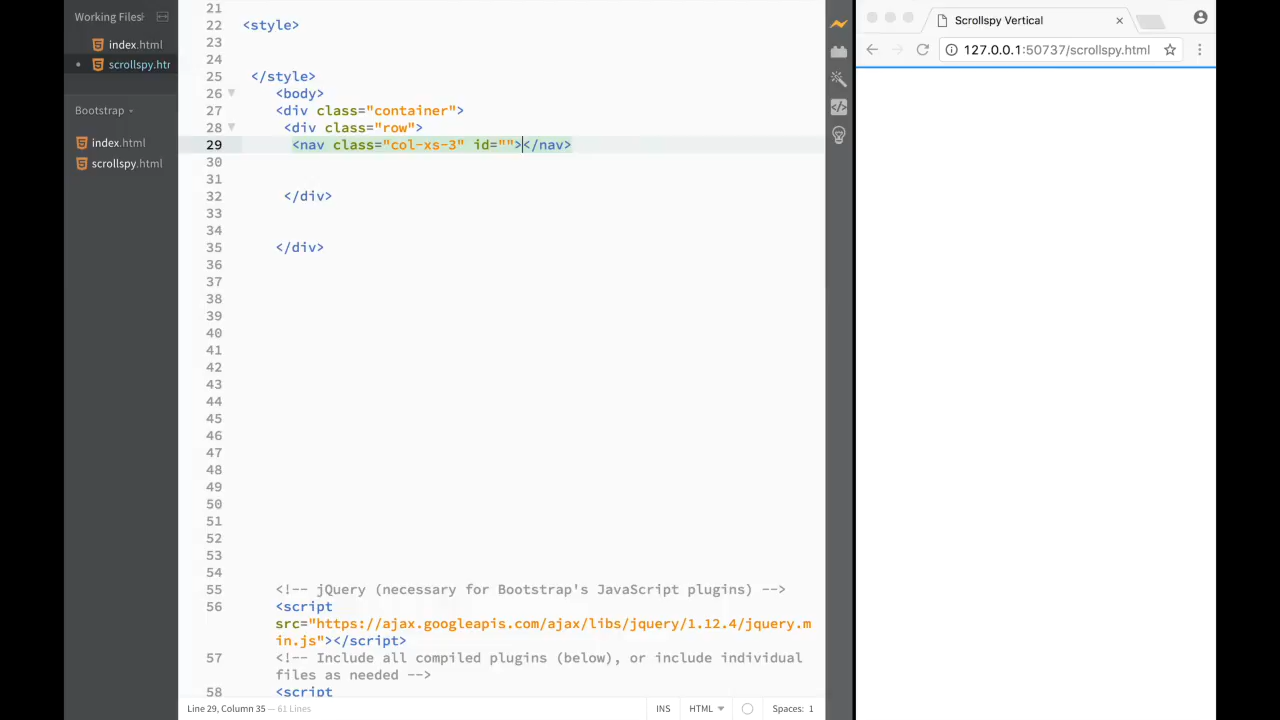 Working Files
index.html
scrollspy.htr
Bootstrap
index.html
scrollspy.html
21
22 <style>
23
24
25 </style>
26 <body>
27 <div class="container">
28 <div class="row">
29 <nav class="col-xs-3" id=""></nav>
30
31
32 </div>
33
34
35 </div>
36
37
38
39
40
41
42
43
44
45
46
47
48
49
50
51
52
53
54
55 <!-- jQuery (necessary for Bootstrap's JavaScript plugins) -->
56 <script
src="https://ajax.googleapis.com/ajax/libs/jquery/1.12.4/jquery.m
in.js"></script>
57 <!-- Include all compiled plugins (below), or include individual
files as needed -->
58 <script
Line 29, Column 35 — 61 Lines
INS
HTML
Spaces: 1
Scrollspy Vertical
127.0.0.1:50737/scrollspy.html